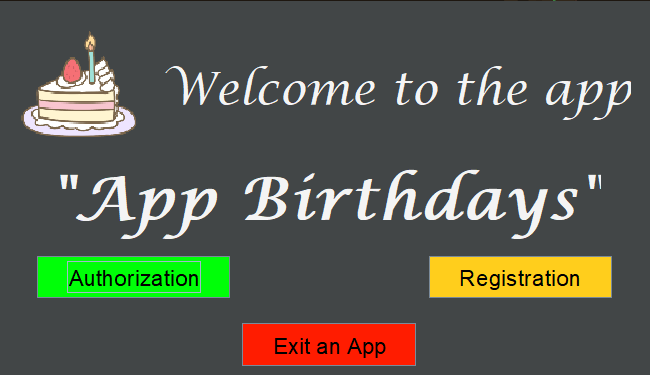 Welcome to the app
"App Birthdays"
Authorization
Registration
Exit an App